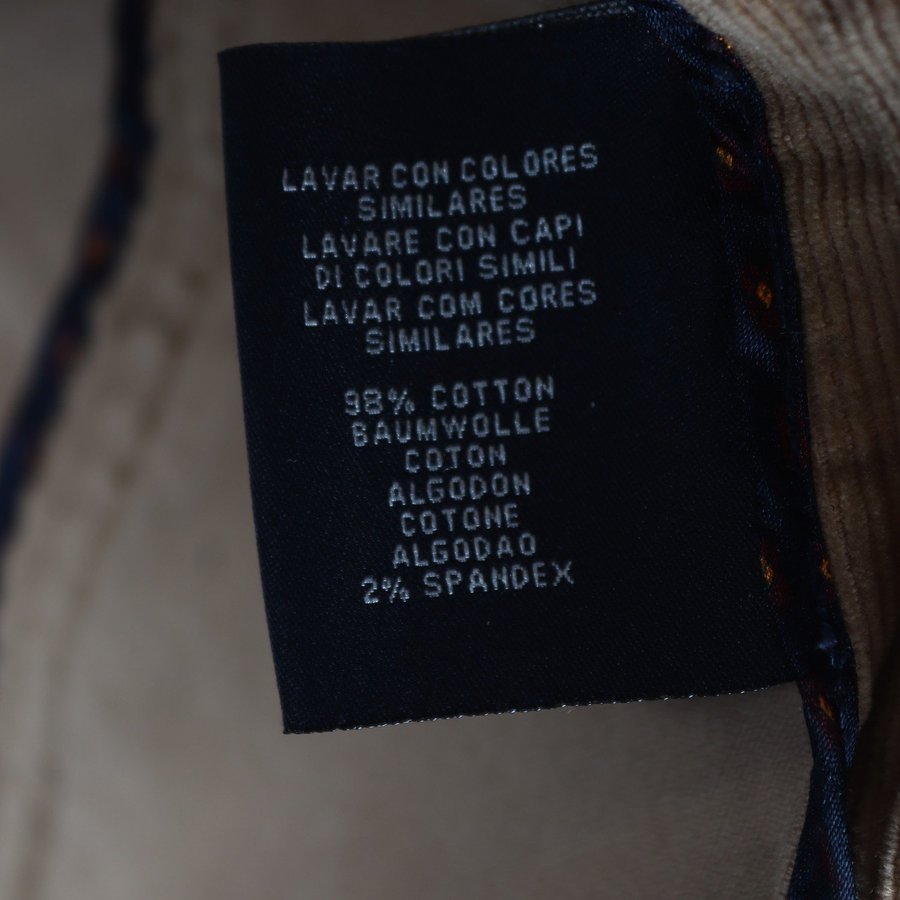 LAVAR CON COLORES
SIMILARES
LAVARE CON CAPI
DI COLORI SIMILI
LAVAR COM CORES
SIMILARES
98% COTTON
BAUMWOLLE
COTON
ALGODON
COTONE
ALGODAO
2% SPANDEX